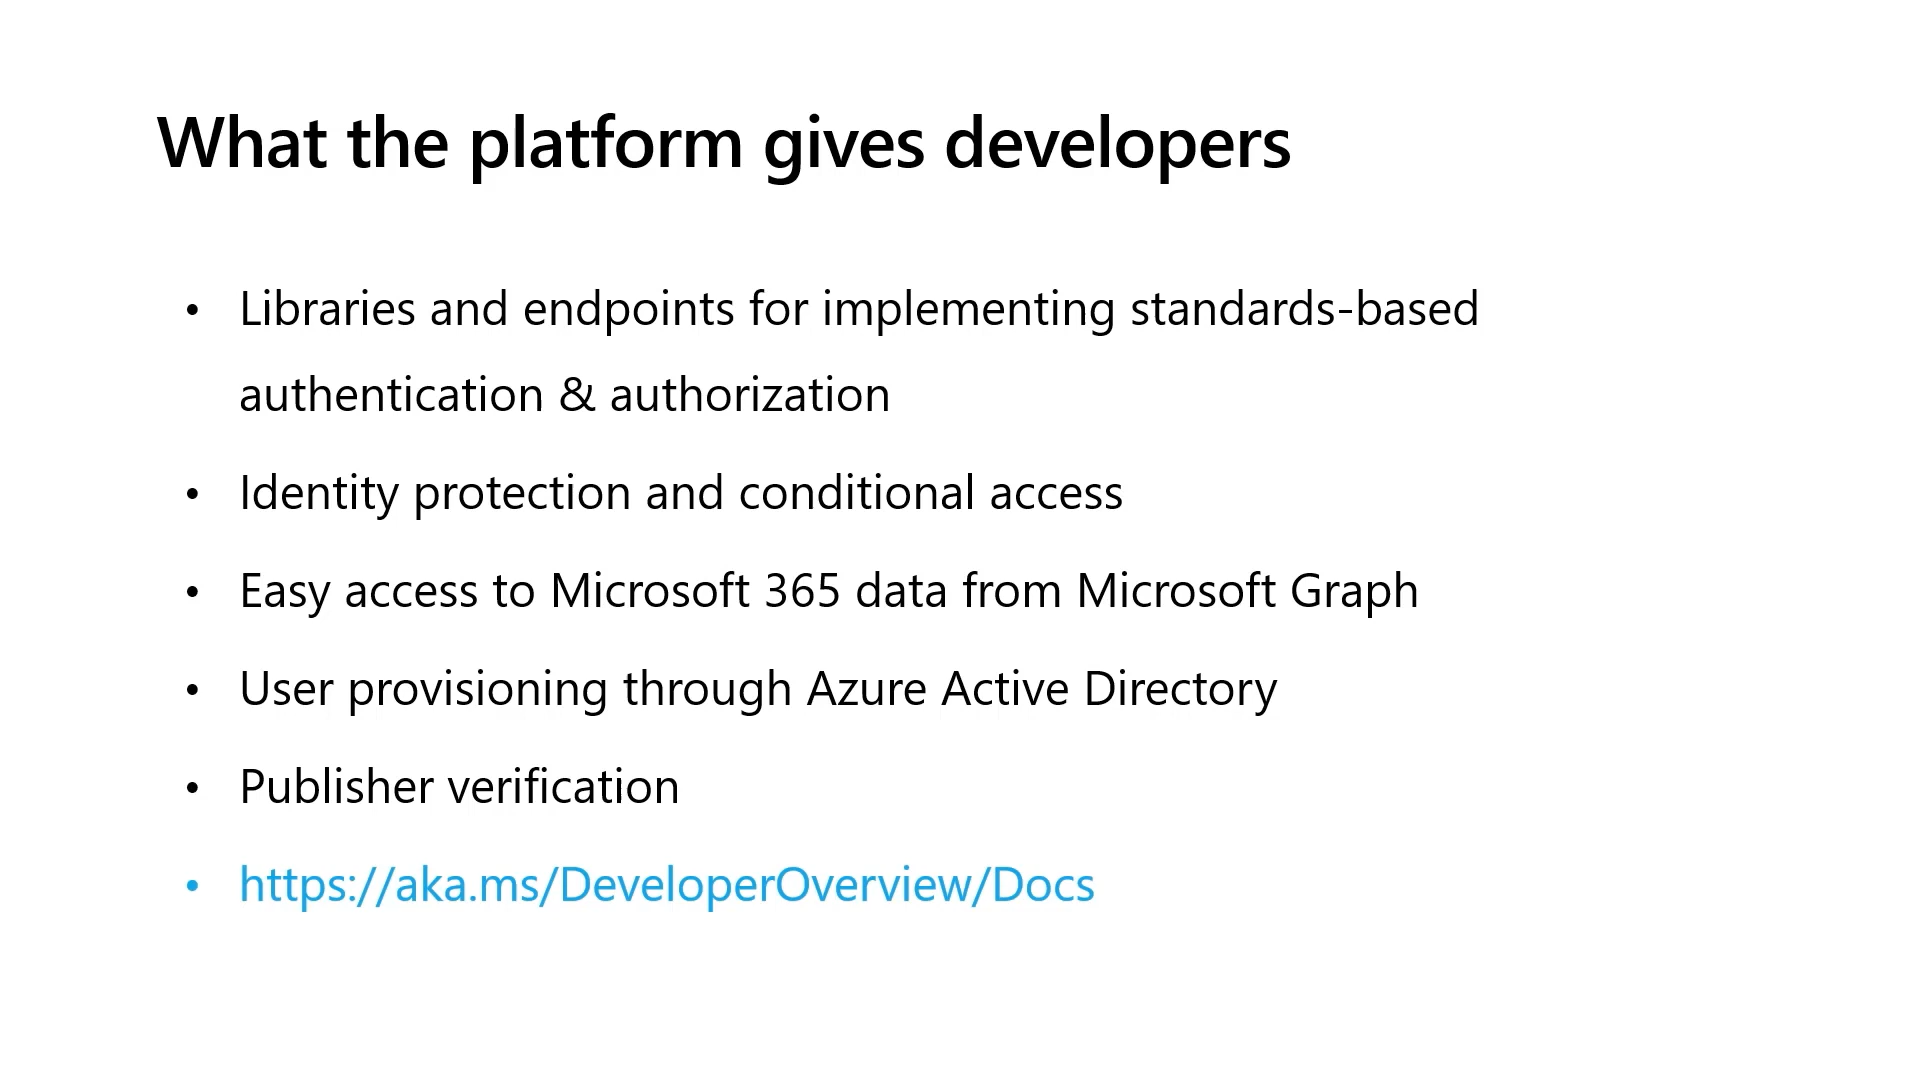 What the platform gives developers
• Libraries and endpoints for implementing standards-based
authentication & authorization
• Identity protection and conditional access
• Easy access to Microsoft 365 data from Microsoft Graph
• User provisioning through Azure Active Directory
• Publisher verification
• https://aka.ms/DeveloperOverview/Docs